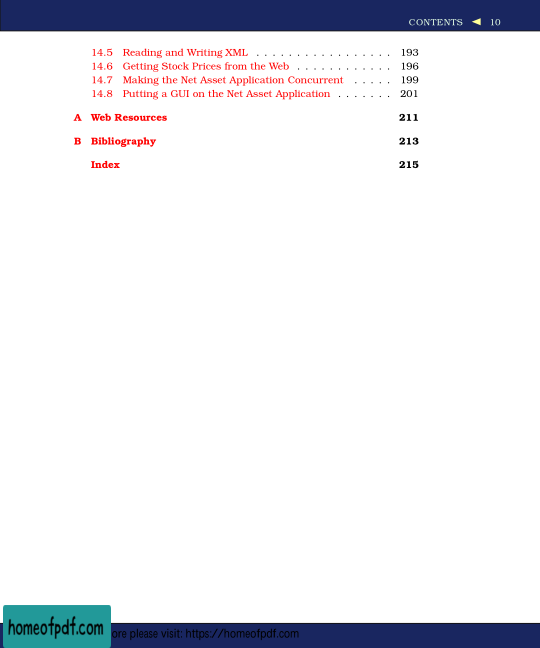 CONTENTS ◄ 10
14.5 Reading and Writing XML . . . . . . . . . . . . . . . . . 193
14.6 Getting Stock Prices from the Web . . . . . . . . . . . . 196
14.7 Making the Net Asset Application Concurrent . . . . . 199
14.8 Putting a GUI on the Net Asset Application . . . . . . . 201
A Web Resources 211
B Bibliography 213
Index 215
homeofpdf.com
ore please visit: https://homeofpdf.com